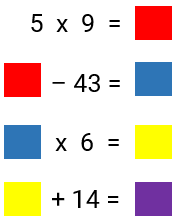 5 x 9 =
– 43 =
x 6 =
+ 14 =